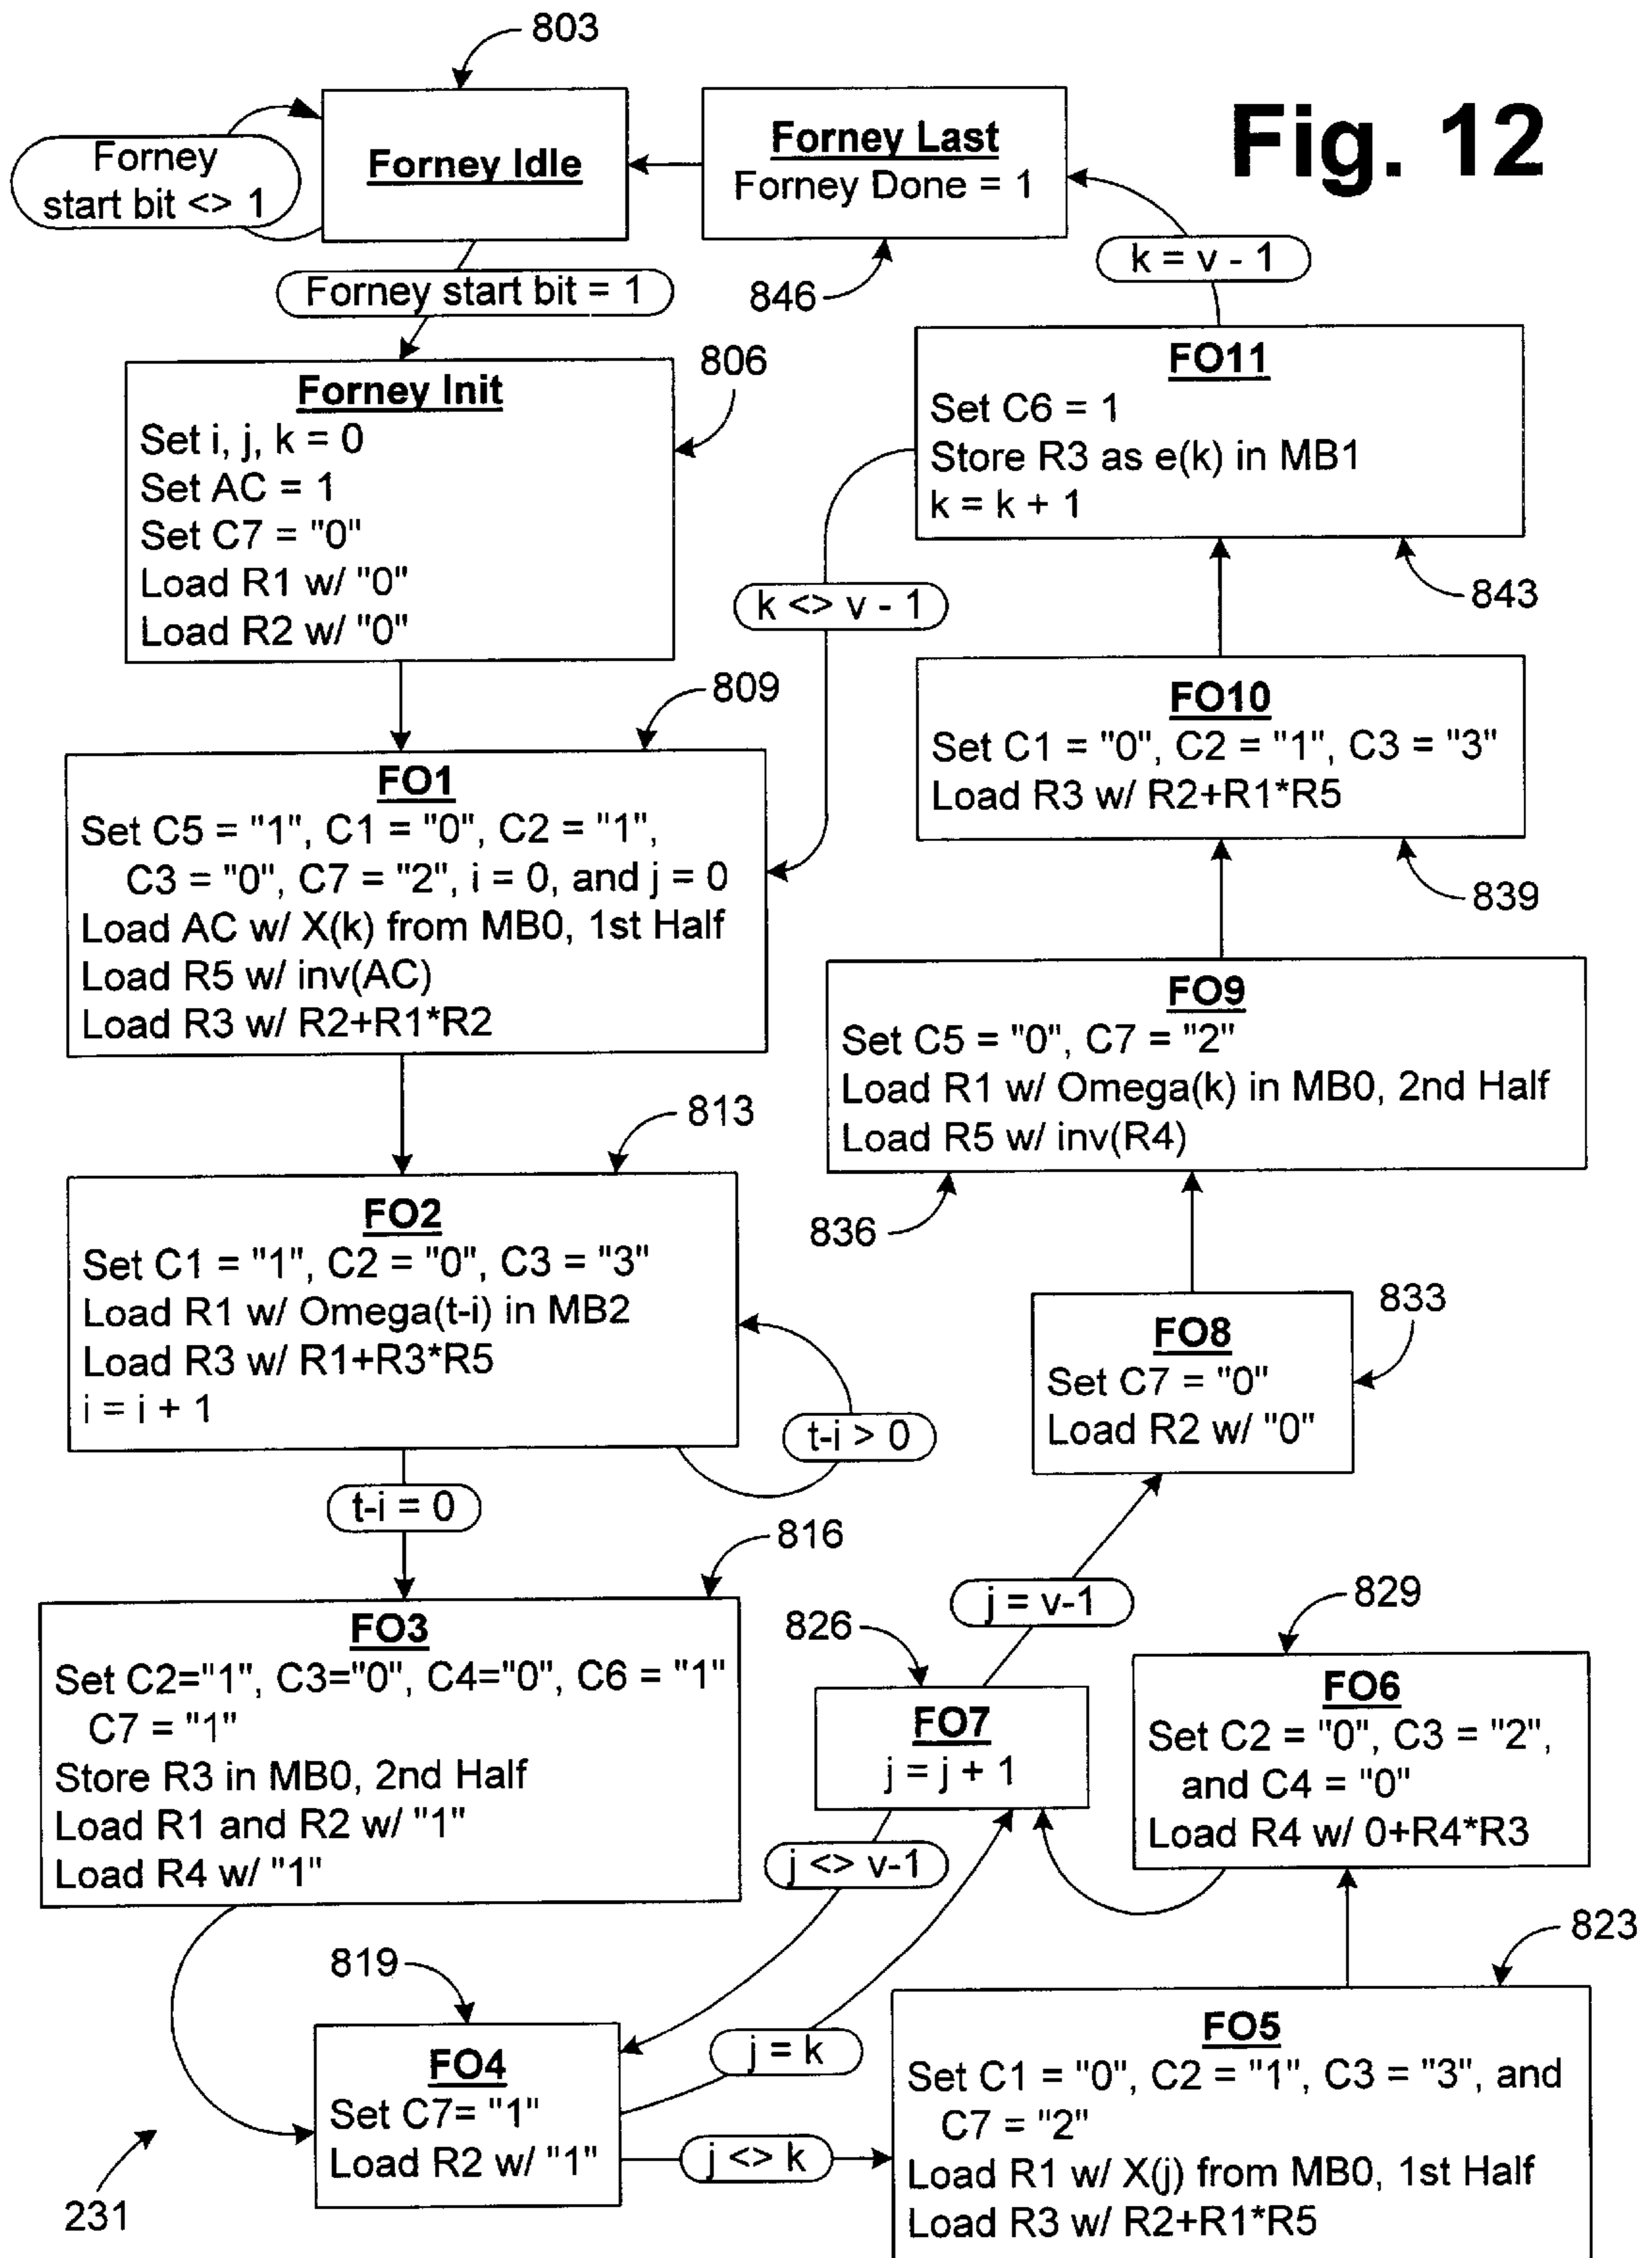 Fig. 12
803
Forney Idle
Forney
start bit <> 1
Forney Last
Forney Done = 1
846
k = v - 1
Forney start bit = 1
Forney Init
Set i, j, k = 0
Set AC = 1
Set C7 = "0"
Load R1 w/ "0"
Load R2 w/ "0"
806
FO11
Set C6 = 1
Store R3 as e(k) in MB1
k = k + 1
843
k <> v - 1
809
FO1
Set C5 = "1", C1 = "0", C2 = "1",
C3 = "0", C7 = "2", i = 0, and j = 0
Load AC w/ X(k) from MB0, 1st Half
Load R5 w/ inv(AC)
Load R3 w/ R2+R1*R2
FO10
Set C1 = "0", C2 = "1", C3 = "3"
Load R3 w/ R2+R1*R5
839
FO9
Set C5 = "0", C7 = "2"
Load R1 w/ Omega(k) in MB0, 2nd Half
Load R5 w/ inv(R4)
836
813
FO2
Set C1 = "1", C2 = "0", C3 = "3"
Load R1 w/ Omega(t-i) in MB2
Load R3 w/ R1+R3*R5
i = i + 1
t-i > 0
t-i = 0
FO8
Set C7 = "0"
Load R2 w/ "0"
833
816
FO3
Set C2="1", C3="0", C4="0", C6 = "1"
C7 = "1"
Store R3 in MB0, 2nd Half
Load R1 and R2 w/ "1"
Load R4 w/ "1"
j = v-1
826
FO7
j = j + 1
829
FO6
Set C2 = "0", C3 = "2",
and C4 = "0"
Load R4 w/ 0+R4*R3
j <> v-1
819
FO4
Set C7= "1"
Load R2 w/ "1"
j = k
j <> k
823
FO5
Set C1 = "0", C2 = "1", C3 = "3", and
C7 = "2"
Load R1 w/ X(j) from MB0, 1st Half
Load R3 w/ R2+R1*R5
231